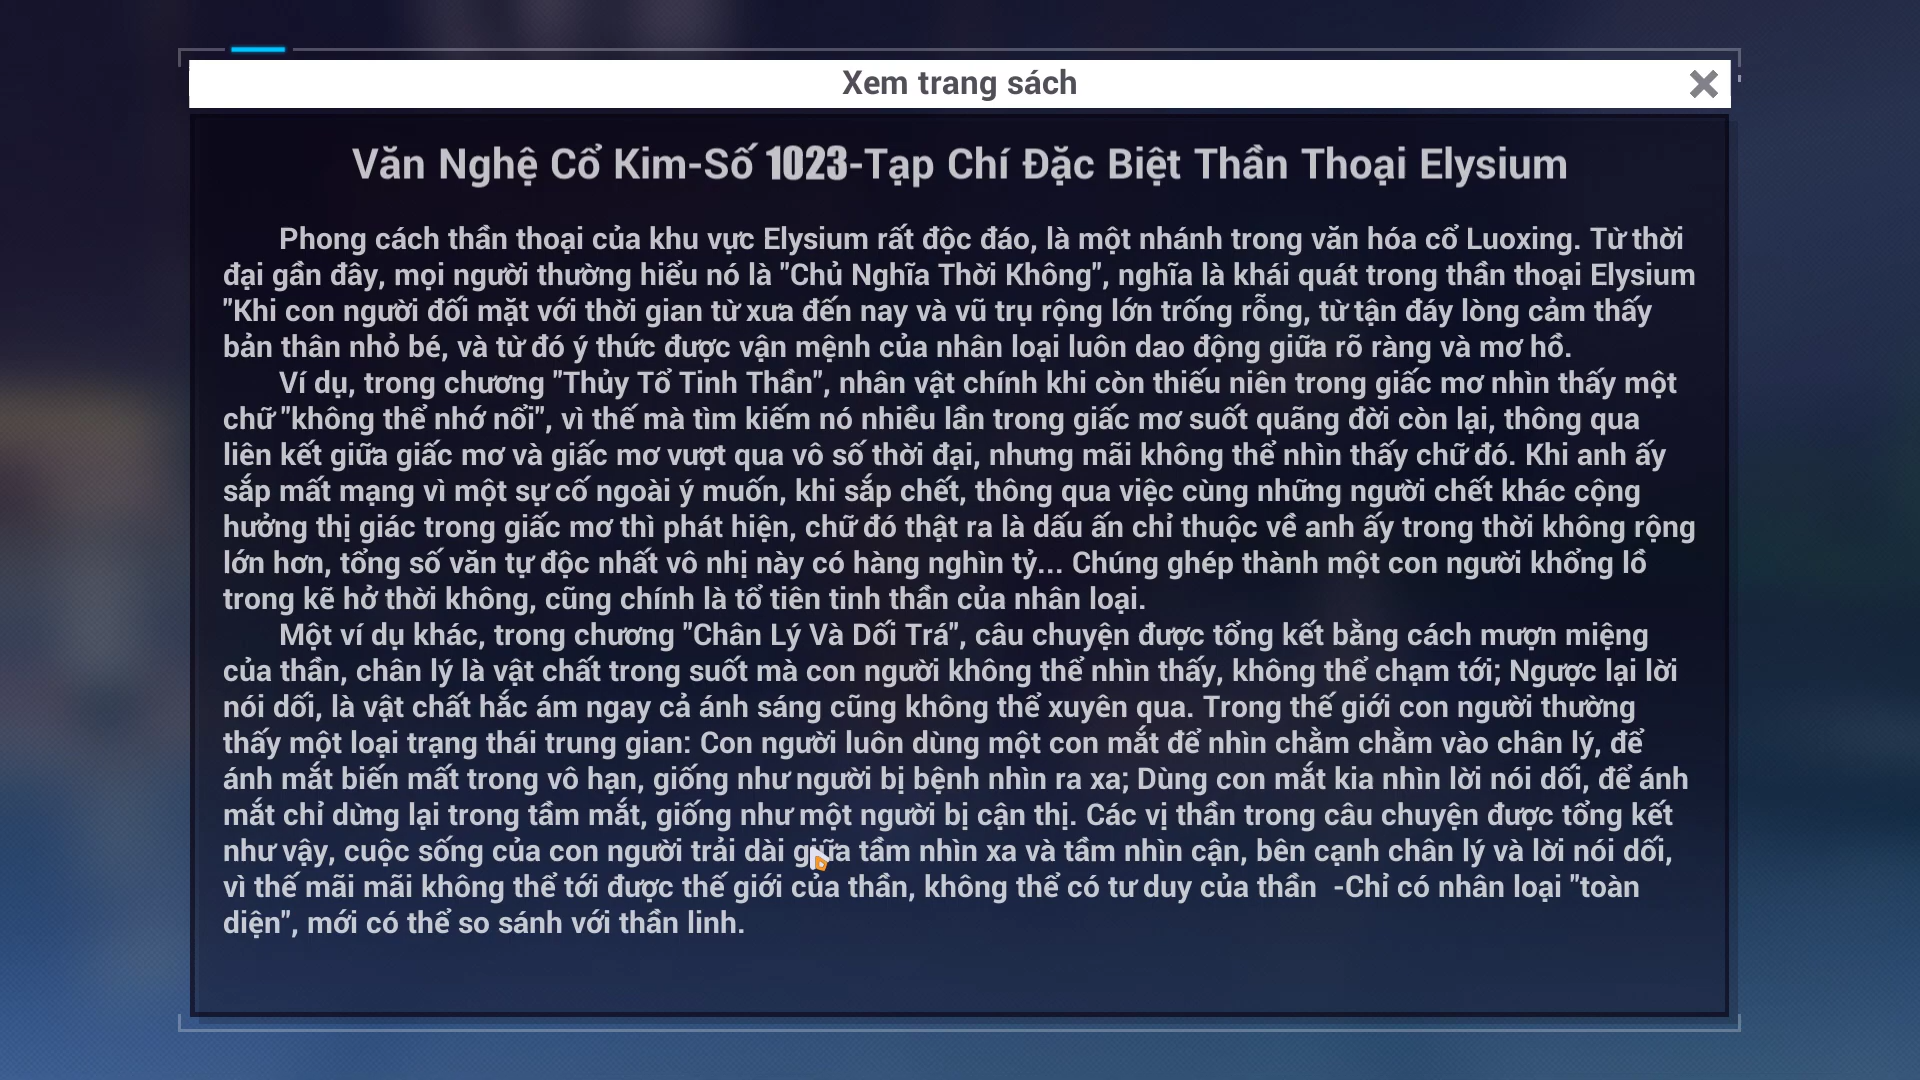 Xem trang sách
Văn Nghệ Cổ Kim-Số 1023-Tạp Chí Đặc Biệt Thần Thoại Elysium
Phong cách thần thoại của khu vực Elysium rất độc đáo, là một nhánh trong văn hóa cổ Luoxing. Từ thời
đại gần đây, mọi người thường hiểu nó là "Chủ Nghĩa Thời Không", nghĩa là khái quát trong thần thoại Elysium
"Khi con người đối mặt với thời gian từ xưa đến nay và vũ trụ rộng lớn trống rỗng, từ tận đáy lòng cảm thấy
bản thân nhỏ bé, và từ đó ý thức được vận mệnh của nhân loại luôn dao động giữa rõ ràng và mơ hồ.
Ví dụ, trong chương "Thủy Tổ Tinh Thần", nhân vật chính khi còn thiếu niên trong giấc mơ nhìn thấy một
chữ "không thể nhớ nổi", vì thế mà tìm kiếm nó nhiều lần trong giấc mơ suốt quãng đời còn lại, thông qua
liên kết giữa giấc mơ và giấc mơ vượt qua vô số thời đại, nhưng mãi không thể nhìn thấy chữ đó. Khi anh ấy
sắp mất mạng vì một sự cố ngoài ý muốn, khi sắp chết, thông qua việc cùng những người chết khác cộng
hưởng thị giác trong giấc mơ thì phát hiện, chữ đó thật ra là dấu ấn chỉ thuộc về anh ấy trong thời không rộng
lớn hơn, tổng số văn tự độc nhất vô nhị này có hàng nghìn tỷ... Chúng ghép thành một con người khổng lồ
trong kẽ hở thời không, cũng chính là tổ tiên tinh thần của nhân loại.
Một ví dụ khác, trong chương "Chân Lý Và Dối Trá", câu chuyện được tổng kết bằng cách mượn miệng
của thần, chân lý là vật chất trong suốt mà con người không thể nhìn thấy, không thể chạm tới; Ngược lại lời
nói dối, là vật chất hắc ám ngay cả ánh sáng cũng không thể xuyên qua. Trong thế giới con người thường
thấy một loại trạng thái trung gian: Con người luôn dùng một con mắt để nhìn chằm chằm vào chân lý, để
ánh mắt biến mất trong vô hạn, giống như người bị bệnh nhìn ra xa; Dùng con mắt kia nhìn lời nói dối, để ánh
mắt chỉ dừng lại trong tầm mắt, giống như một người bị cận thị. Các vị thần trong câu chuyện được tổng kết
như vậy, cuộc sống của con người trải dài giữa tầm nhìn xa và tầm nhìn cận, bên cạnh chân lý và lời nói dối,
vì thế mãi mãi không thể tới được thế giới của thần, không thể có tư duy của thần  -Chỉ có nhân loại "toàn
diện", mới có thể so sánh với thần linh.